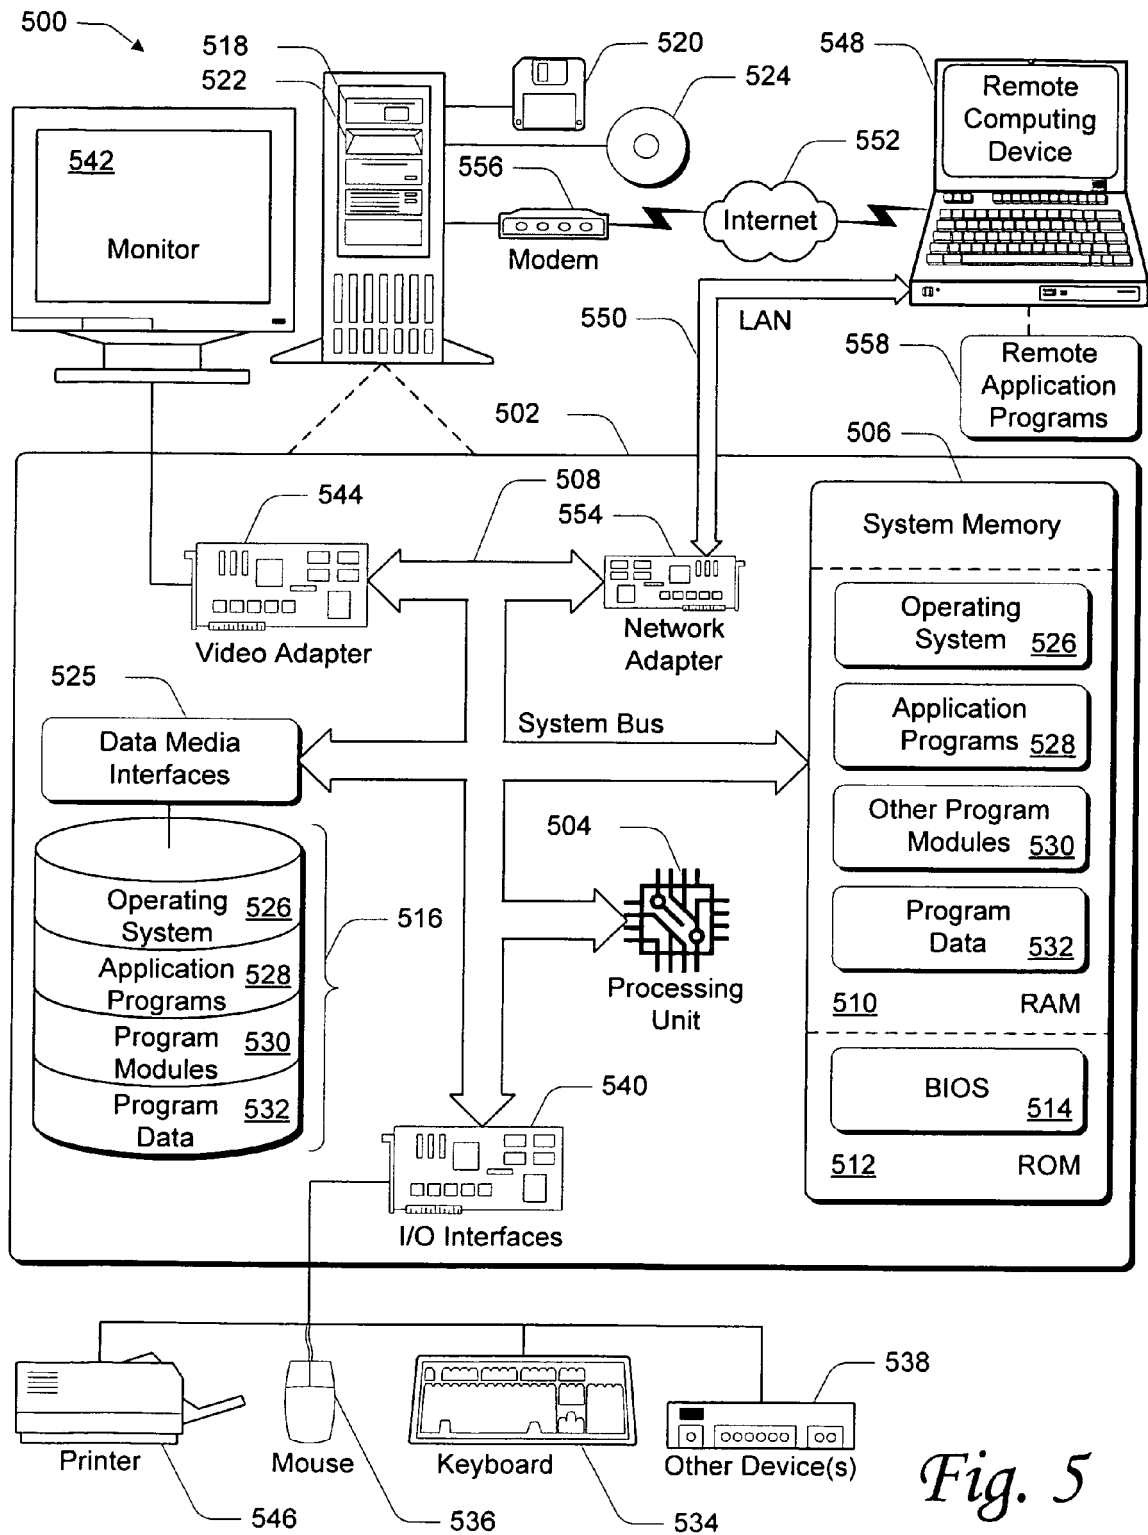 500
518
520
548
522
524
Remote
Computing
Device
542
556
552
Monitor
Internet
Modem
550
LAN
558
Remote
Application
Programs
502
506
508
544
554
System Memory
Operating
System 526
Video Adapter
Network
Adapter
525
System Bus
Application
Programs 528
Data Media
Interfaces
Other Program
Modules 530
504
Operating
System 526
516
Program
Data 532
Application
Programs 528
Processing
Unit
510 RAM
Program
Modules 530
540
BIOS 514
Program
Data 532
512 ROM
I/O Interfaces
538
Printer
Mouse
Keyboard
Other Device(s)
546
536
534
Fig. 5